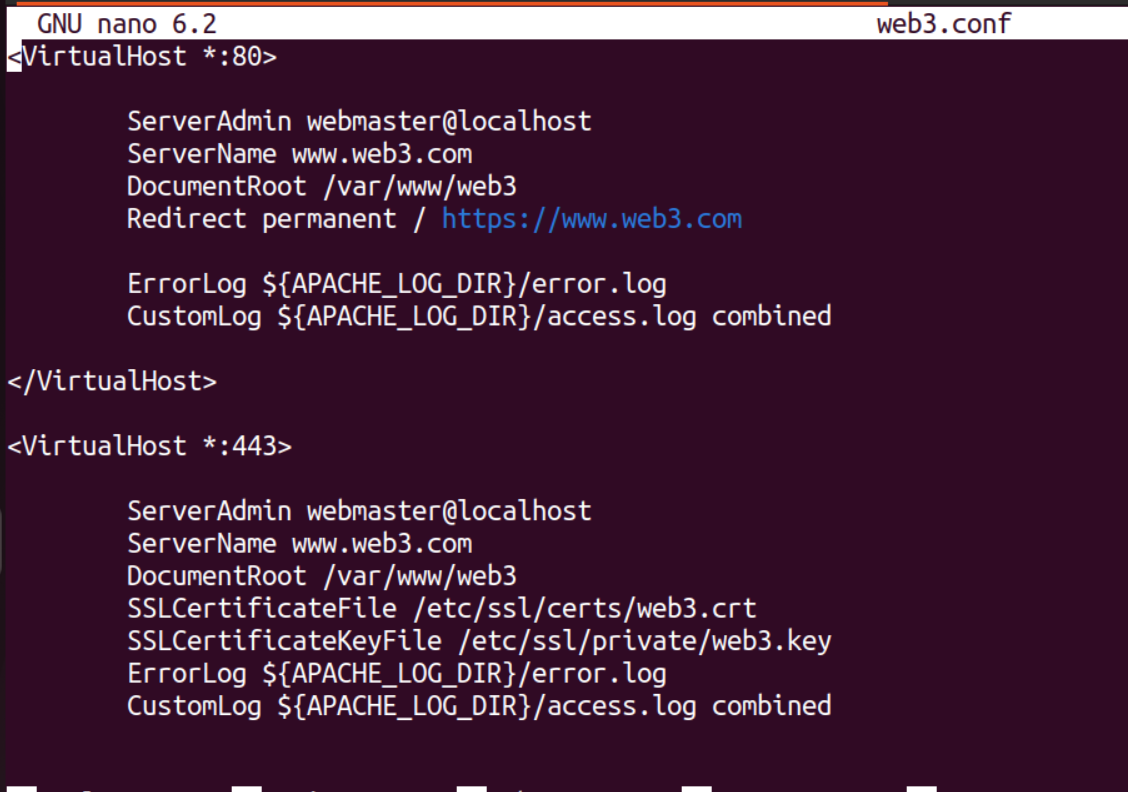 GNU nano 6.2 web3.conf
<VirtualHost *:80>
ServerAdmin webmaster@localhost
ServerName www.web3.com
DocumentRoot /var/www/web3
Redirect permanent / https://www.web3.com
ErrorLog ${APACHE_LOG_DIR}/error.log
CustomLog ${APACHE_LOG_DIR}/access.log combined
</VirtualHost>
<VirtualHost *:443>
ServerAdmin webmaster@localhost
ServerName www.web3.com
DocumentRoot /var/www/web3
SSLCertificateFile /etc/ssl/certs/web3.crt
SSLCertificateKeyFile /etc/ssl/private/web3.key
ErrorLog ${APACHE_LOG_DIR}/error.log
CustomLog ${APACHE_LOG_DIR}/access.log combined